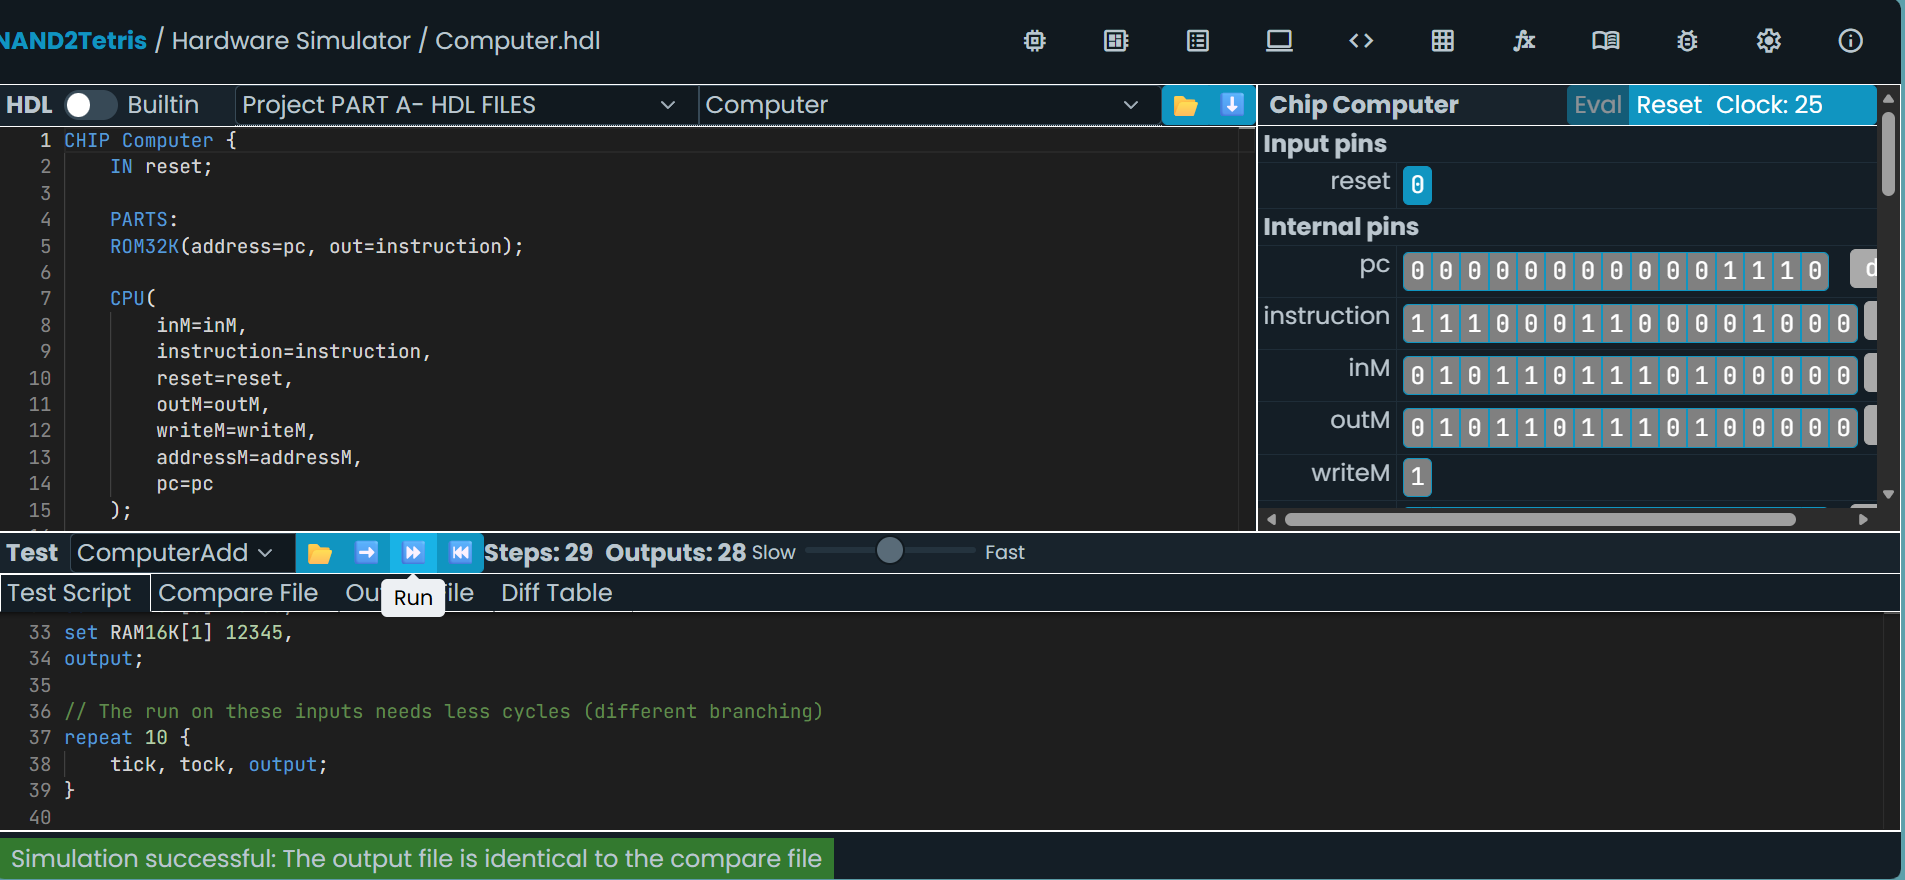 NAND2Tetris / Hardware Simulator / Computer.hdl
HDL Builtin Project PART A- HDL FILES Computer
Chip Computer Eval Reset Clock: 25
1 CHIP Computer {
2 IN reset;
3
4 PARTS:
5 ROM32K(address=pc, out=instruction);
6
7 CPU(
8 inM=inM,
9 instruction=instruction,
10 reset=reset,
11 outM=outM,
12 writeM=writeM,
13 addressM=addressM,
14 pc=pc
15 );
Input pins
reset 0
Internal pins
pc 0 0 0 0 0 0 0 0 0 0 0 1 1 1 0
instruction 1 1 1 0 0 0 1 1 0 0 0 0 1 0 0 0
inM 0 1 0 1 1 0 1 1 1 0 1 0 0 0 0 0
outM 0 1 0 1 1 0 1 1 1 0 1 0 0 0 0 0
writeM 1
Test ComputerAdd Steps: 29 Outputs: 28 Slow Fast
Test Script Compare File Diff Table
Run
33 set RAM16K[1] 12345,
34 output;
35
36 // The run on these inputs needs less cycles (different branching)
37 repeat 10 {
38 tick, tock, output;
39 }
40
Simulation successful: The output file is identical to the compare file